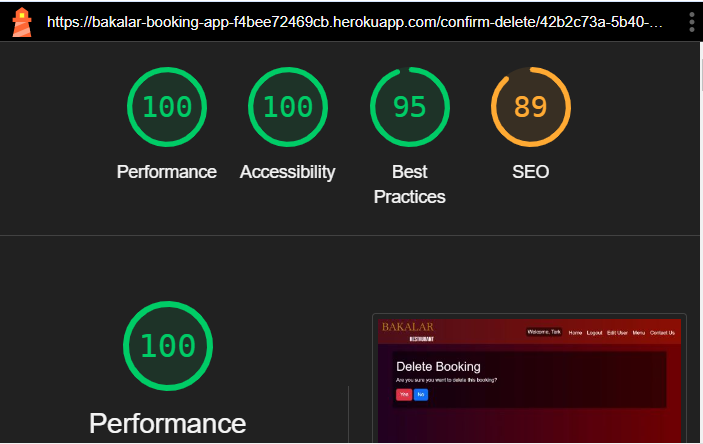 https://bakalar-booking-app-f4bee72469cb.herokuapp.com/confirm-delete/42b2c73a-5b40-…
100 100 95 89
Performance Accessibility Best Practices SEO
100
Performance
BAKALAR
RESTAURANT
Welcome, Tark Home Logout Edit User Menu Contact Us
Delete Booking
Are you sure you want to delete this booking?
Yes No